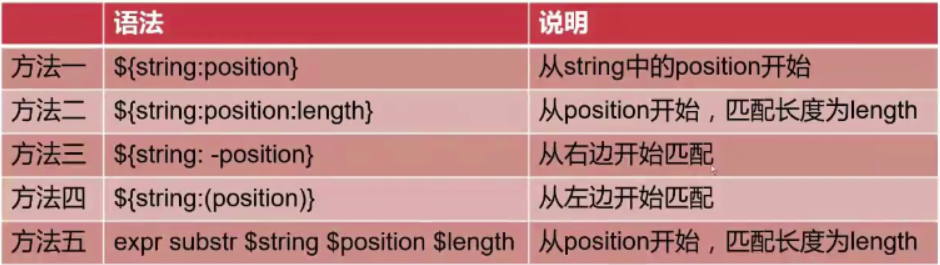 语法 说明
方法一 ${string:position} 从string中的position开始
方法二 ${string:position:length} 从position开始，匹配长度为length
方法三 ${string: -position} 从右边开始匹配
方法四 ${string:(position)} 从左边开始匹配
方法五 expr substr $string $position $length 从position开始，匹配长度为length